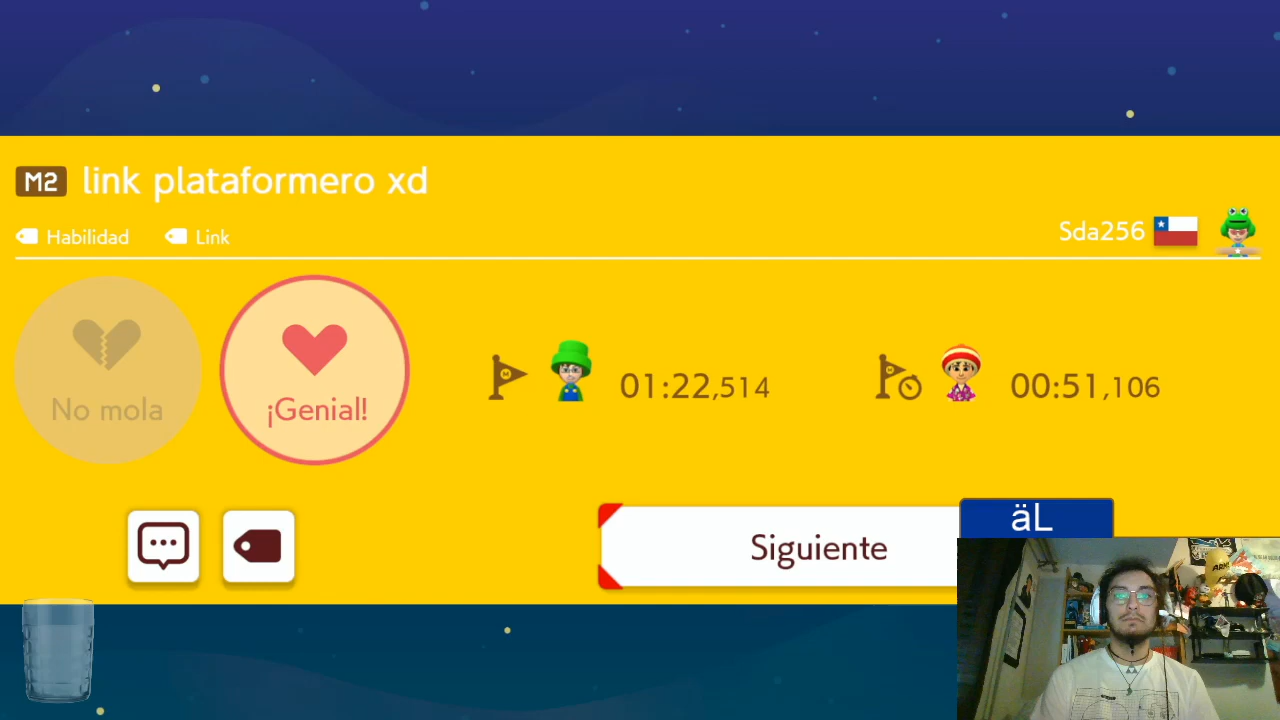 M2 link plataformero xd
Habilidad Link
Sda256
No mola
¡Genial!
01:22,514
00:51,106
Siguiente
äL